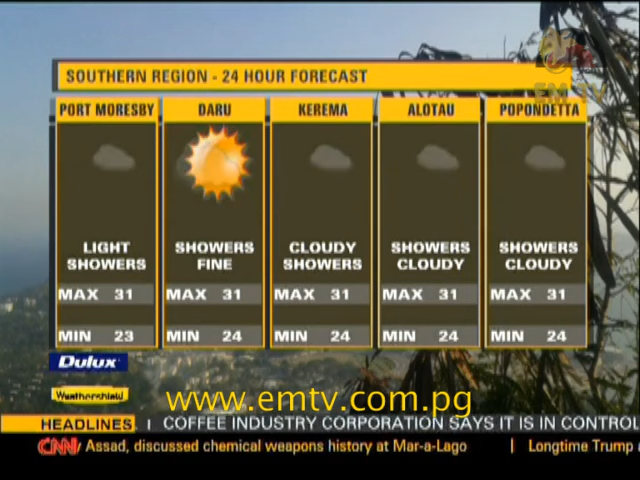 SOUTHERN REGION - 24 HOUR FORECAST
EM TV
PORT MORESBY
LIGHT
SHOWERS
MAX 31
MIN 23
DARU
SHOWERS
FINE
MAX 31
MIN 24
KEREMA
CLOUDY
SHOWERS
MAX 31
MIN 24
ALOTAU
SHOWERS
CLOUDY
MAX 31
MIN 24
POPONDETTA
SHOWERS
CLOUDY
MAX 31
MIN 24
Dulux
Weathershield
www.emtv.com.pg
HEADLINES | COFFEE INDUSTRY CORPORATION SAYS IT IS IN CONTROL
CNN Assad, discussed chemical weapons history at Mar-a-Lago | Longtime Trump